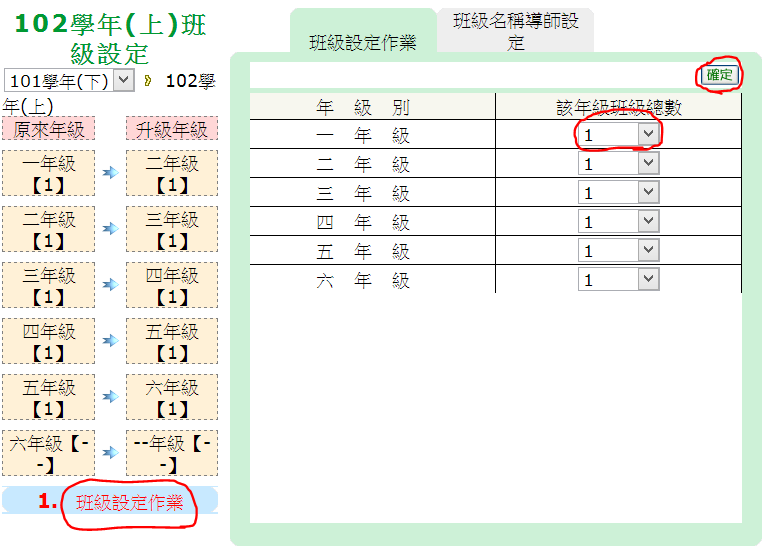 102學年(上)班
級設定
101學年(下) 102學
年(上)
原來年級 升級年級
一年級
【1】
二年級
【1】
二年級
【1】
三年級
【1】
三年級
【1】
四年級
【1】
四年級
【1】
五年級
【1】
五年級
【1】
六年級
【1】
六年級【-
-】
--年級【-
-】
1. 班級設定作業
班級設定作業
班級名稱導師設
定
確定
年 級 別 該年級班級總數
一 年 級 1
二 年 級 1
三 年 級 1
四 年 級 1
五 年 級 1
六 年 級 1